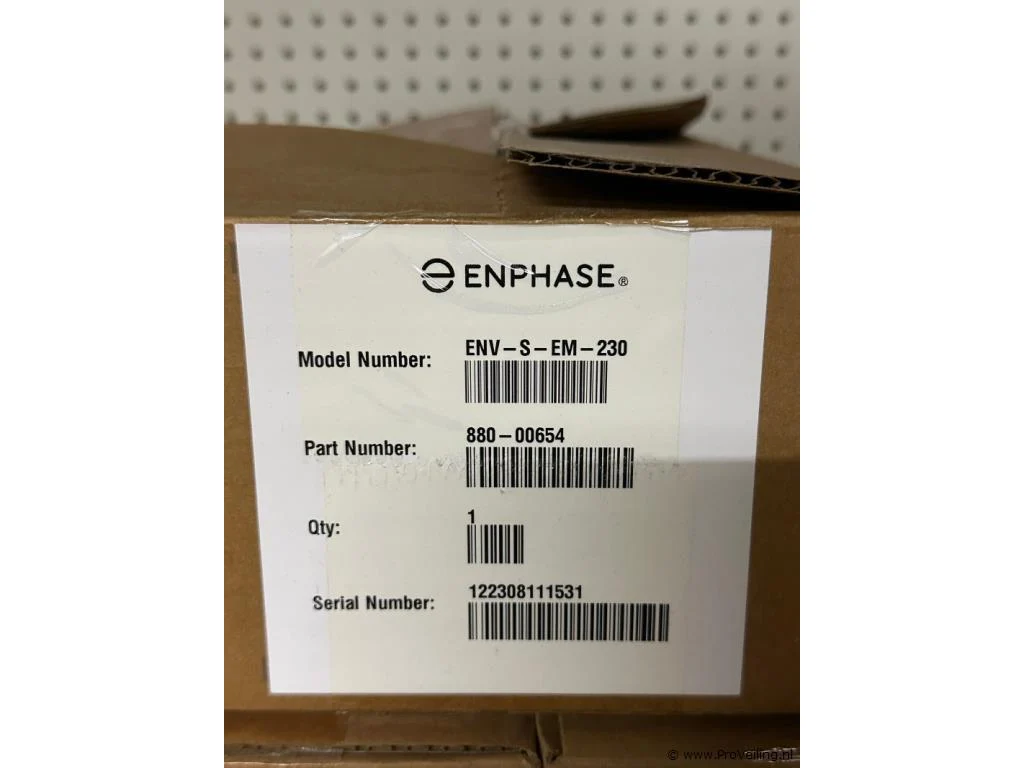 ENPHASE®
Model Number: ENV-S-EM-230
Part Number: 880-00654
Qty: 1
Serial Number: 122308111531
© www.ProVeiling.nl